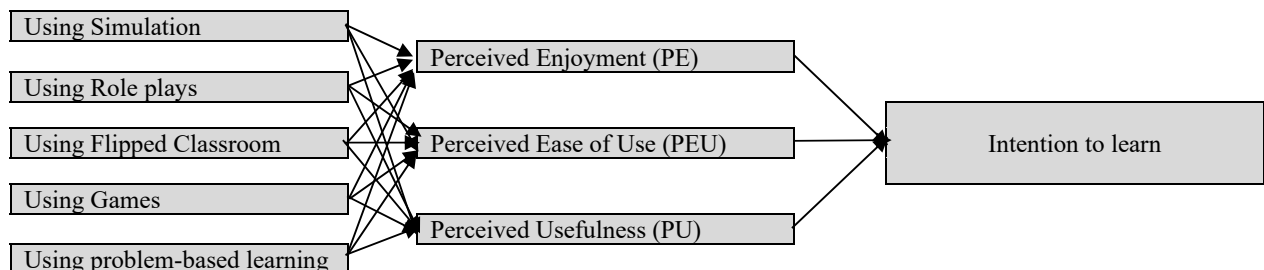 Using Simulation
Using Role plays
Using Flipped Classroom
Using Games
Using problem-based learning
Perceived Enjoyment (PE)
Perceived Ease of Use (PEU)
Perceived Usefulness (PU)
Intention to learn